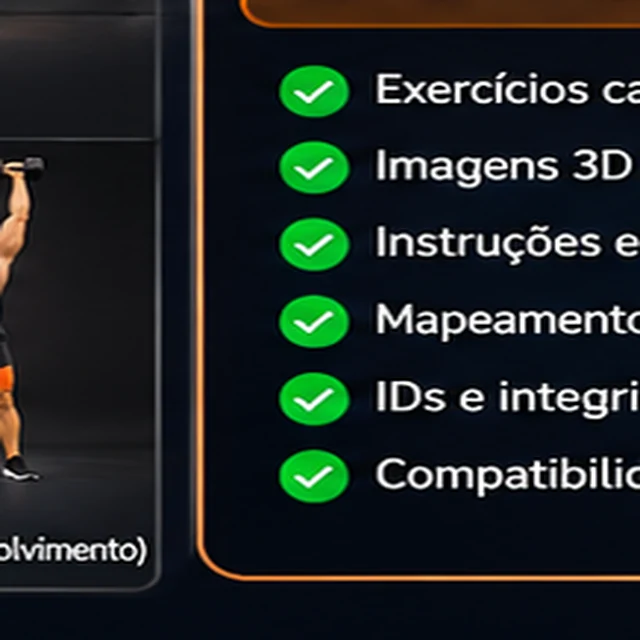 Exercícios ca
Imagens 3D
Instruções e
Mapeamento
IDs e integri
Compatibilid
olvimento)